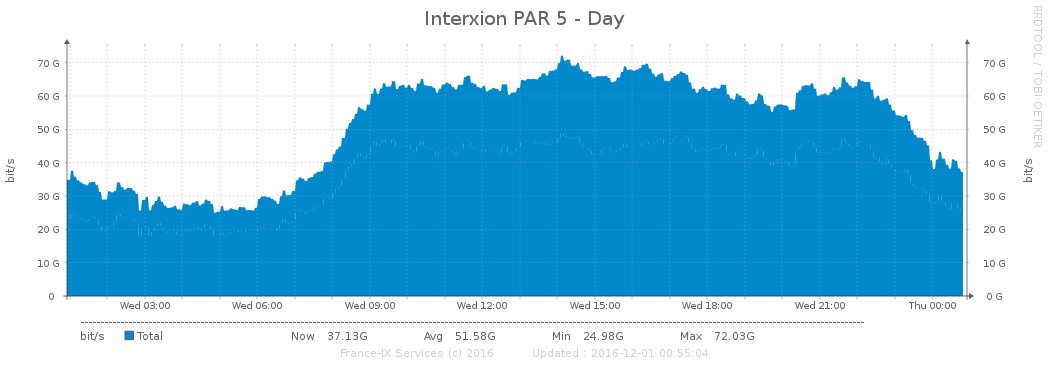 Interxion PAR 5 - Day
RRDTOOL / TOBI OETIKER
bit/s
70 G
60 G
50 G
40 G
30 G
20 G
10 G
0
70 G
60 G
50 G
40 G
30 G
20 G
10 G
0 G
bit/s
Wed 03:00 Wed 06:00 Wed 09:00 Wed 12:00 Wed 15:00 Wed 18:00 Wed 21:00 Thu 00:00
bit/s Total Now 37.13G Avg 51.58G Min 24.98G Max 72.03G
France-IX Services (c) 2016 Updated : 2016-12-01 00:55:04